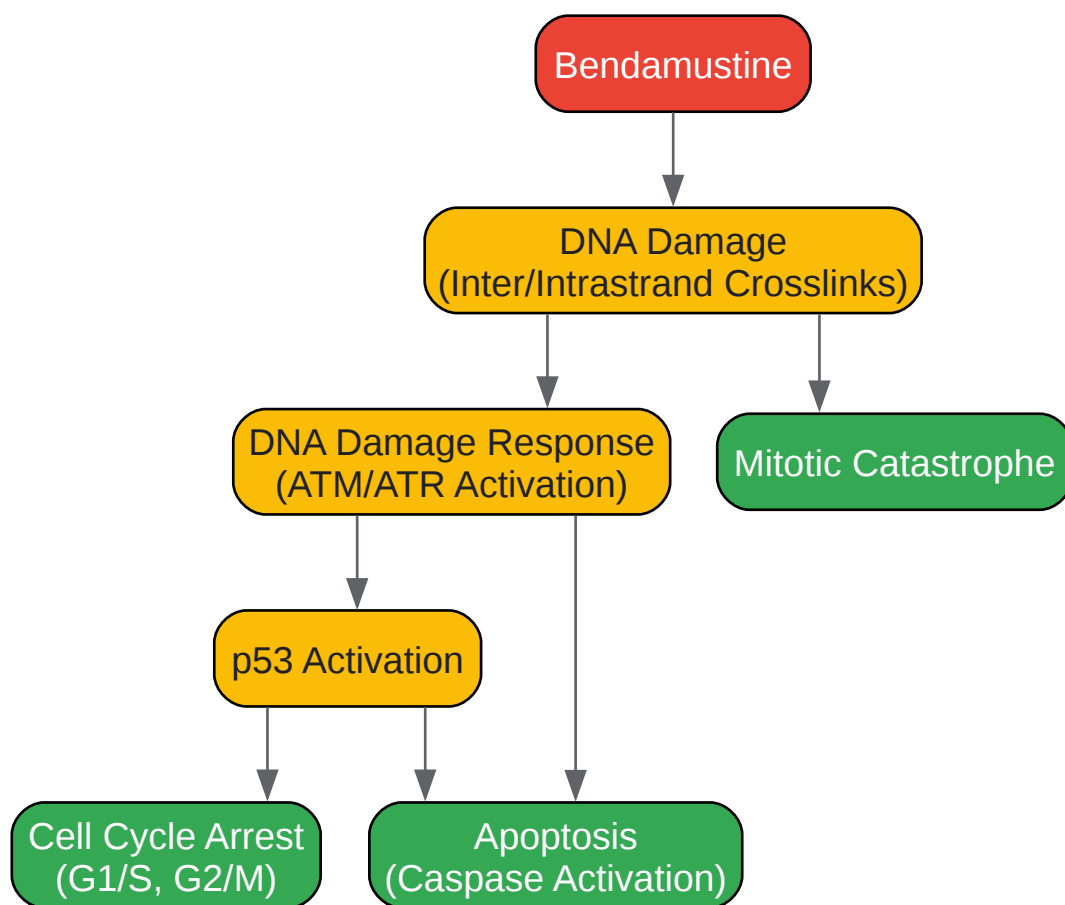 Bendamustine
DNA Damage
(Inter/Intrastrand Crosslinks)
DNA Damage Response
(ATM/ATR Activation)
Mitotic Catastrophe
p53 Activation
Cell Cycle Arrest
(G1/S, G2/M)
Apoptosis
(Caspase Activation)